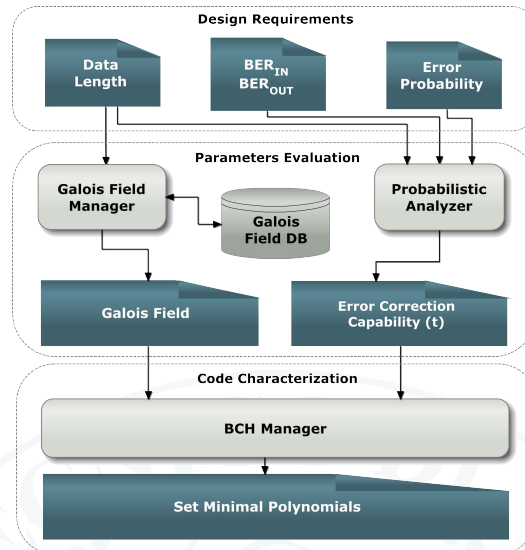 Design Requirements
Data
Length
BER_IN
BER_OUT
Error
Probability
Parameters Evaluation
Galois Field
Manager
Galois
Field DB
Probabilistic
Analyzer
Galois Field
Error Correction
Capability (t)
Code Characterization
BCH Manager
Set Minimal Polynomials